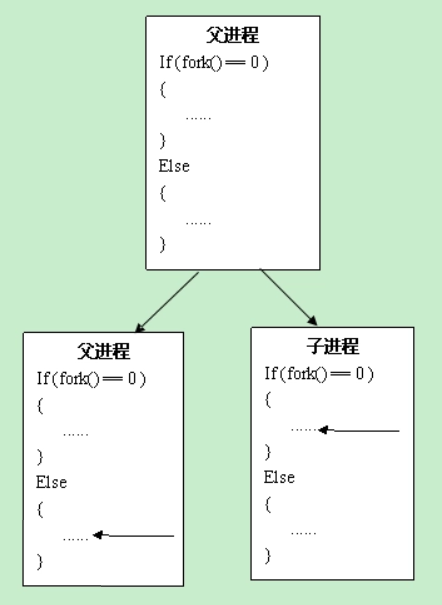 父进程
If(fork()== 0)
{
......
}
Else
{
......
}
父进程
If(fork()== 0)
{
......
}
Else
{
......
}
子进程
If(fork()== 0)
{
......
}
Else
{
......
}